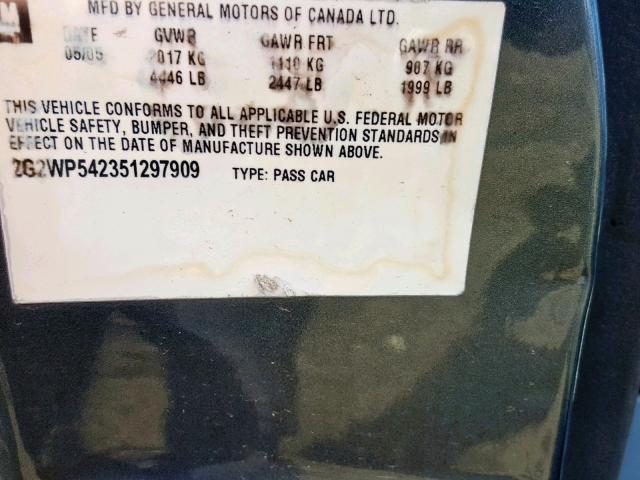 GM
MFD BY GENERAL MOTORS OF CANADA LTD.
DATE GVWR GAWR FRT GAWR RR
05/05 2017 KG 1110 KG 907 KG
4446 LB 2447 LB 1999 LB
THIS VEHICLE CONFORMS TO ALL APPLICABLE U.S. FEDERAL MOTOR
VEHICLE SAFETY, BUMPER, AND THEFT PREVENTION STANDARDS IN
EFFECT ON THE DATE OF MANUFACTURE SHOWN ABOVE.
2G2WP542351297909 TYPE: PASS CAR